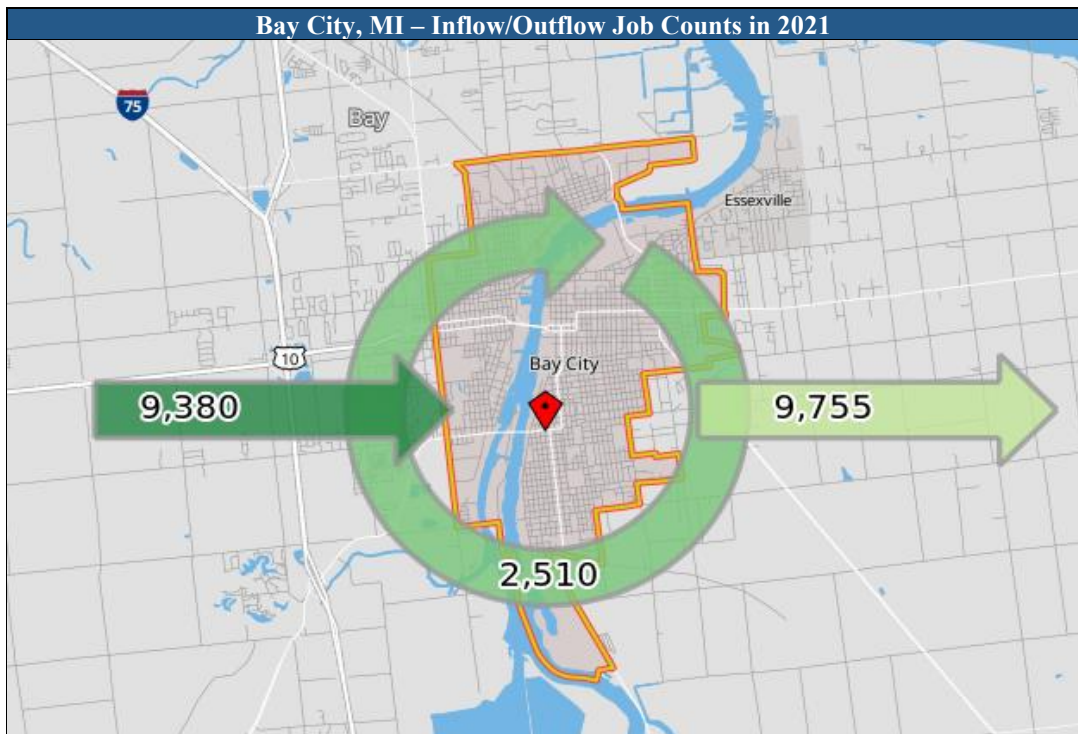 Bay City, MI – Inflow/Outflow Job Counts in 2021
75
Bay
Essexville
10
Bay City
9,380
9,755
2,510